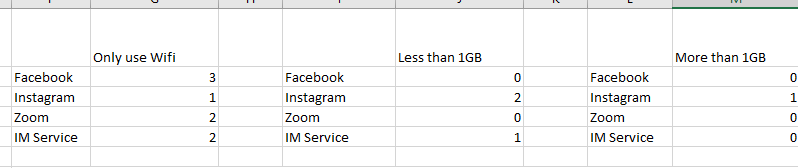 Only use Wifi Less than 1GB More than 1GB
Facebook 3 Facebook 0 Facebook 0
Instagram 1 Instagram 2 Instagram 1
Zoom 2 Zoom 0 Zoom 0
IM Service 2 IM Service 1 IM Service 0